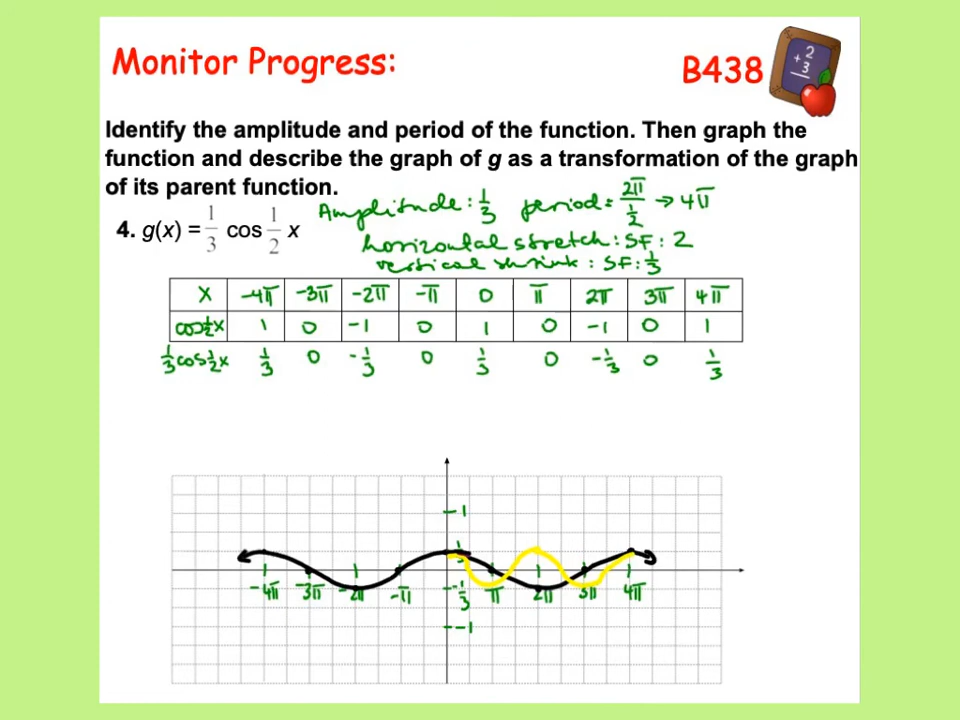 Monitor Progress:
B438
+ 2
3
Identify the amplitude and period of the function. Then graph the
function and describe the graph of g as a transformation of the graph
of its parent function.
Amplitude: 1/3 period = 2π / 1/2 → 4π
4. g(x) = 1/3 cos 1/2 x
horizontal stretch: SF: 2
vertical shrink: SF: 1/3
x -4π -3π -2π -π 0 π 2π 3π 4π
cos 1/2 x 1 0 -1 0 1 0 -1 0 1
1/3 cos 1/2 x 1/3 0 -1/3 0 1/3 0 -1/3 0 1/3
1
1/3
-4π -3π -2π -π -1/3 π 2π 3π 4π
-1